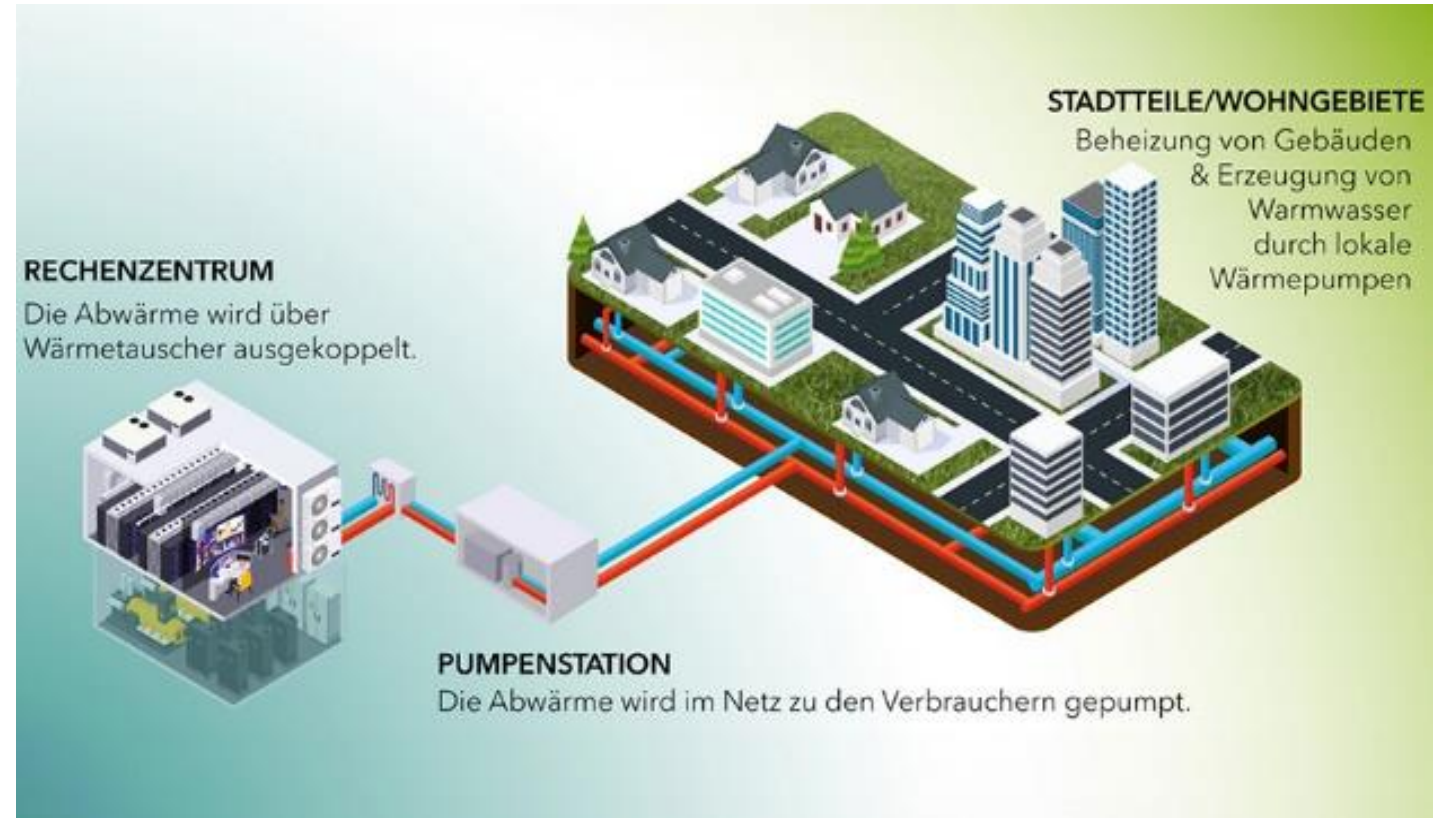 RECHENZENTRUM
Die Abwärme wird über
Wärmetauscher ausgekoppelt.
PUMPENSTATION
Die Abwärme wird im Netz zu den Verbrauchern gepumpt.
STADTTEILE/WOHNGEBIETE
Beheizung von Gebäuden
& Erzeugung von
Warmwasser
durch lokale
Wärmepumpen